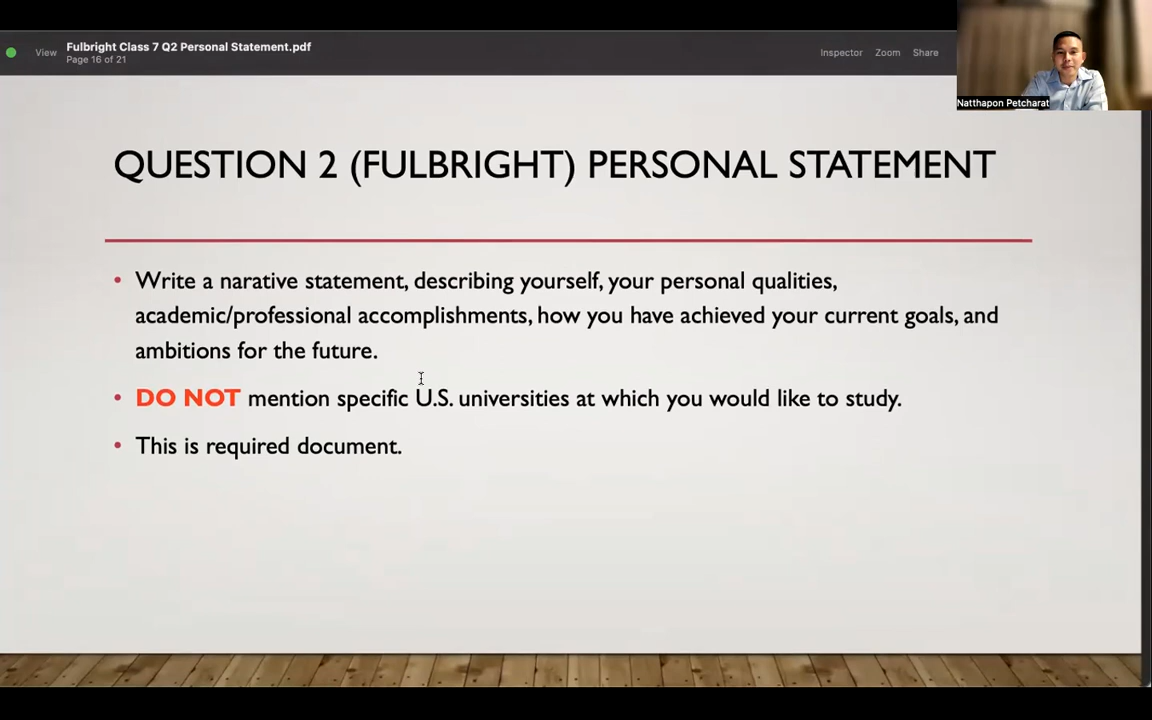 View
Fulbright Class 7 Q2 Personal Statement.pdf
Page 16 of 21
Inspector
Zoom
Share
Natthapon Petcharat
QUESTION 2 (FULBRIGHT) PERSONAL STATEMENT
• Write a narative statement, describing yourself, your personal qualities,
academic/professional accomplishments, how you have achieved your current goals, and
ambitions for the future.
• DO NOT mention specific U.S. universities at which you would like to study.
• This is required document.